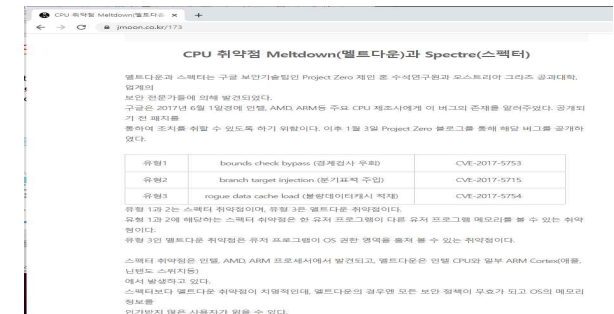 CPU 취약점 Meltdown(멜트다운
jmoon.co.kr/173
CPU 취약점 Meltdown(멜트다운)과 Spectre(스펙터)
멜트다운과 스펙터는 구글 보안기술팀인 Project Zero 제인 혼 수석연구원과 오스트리아 그라츠 공과대학, 업계의
보안 전문가들에 의해 발견되었다.
구글은 2017년 6월 1일경에 인텔, AMD, ARM등 주요 CPU 제조사에게 이 버그의 존재를 알려주었다. 공개되기 전 패치를
통하여 조치를 취할 수 있도록 하기 위함이다. 이후 1월 3일 Project Zero 블로그를 통해 해당 버그를 공개하였다.
유형1 bounds check bypass (경계검사 우회) CVE-2017-5753
유형2 branch target injection (분기표적 주입) CVE-2017-5715
유형3 rogue data cache load (불량데이터캐시 적재) CVE-2017-5754
유형 1과 2는 스펙터 취약점이며, 유형 3은 멜트다운 취약점이다.
유형 1과 2에 해당하는 스펙터 취약점은 한 유저 프로그램이 다른 유저 프로그램 메모리를 볼 수 있는 취약점이다.
유형 3인 멜트다운 취약점은 유저 프로그램이 OS 권한 영역을 훔쳐 볼 수 있는 취약점이다.
스펙터 취약점은 인텔, AMD, ARM 프로세서에서 발견되고, 멜트다운은 인텔 CPU와 일부 ARM Cortex(애플, 닌텐도 스위치등)
에서 발생하고 있다.
스펙터보다 멜트다운 취약점이 치명적인데, 멜트다운의 경우엔 모든 보안 정책이 무효가 되고 OS의 메모리 정보를
인가받지 않은 사용자가 읽을 수 있다.